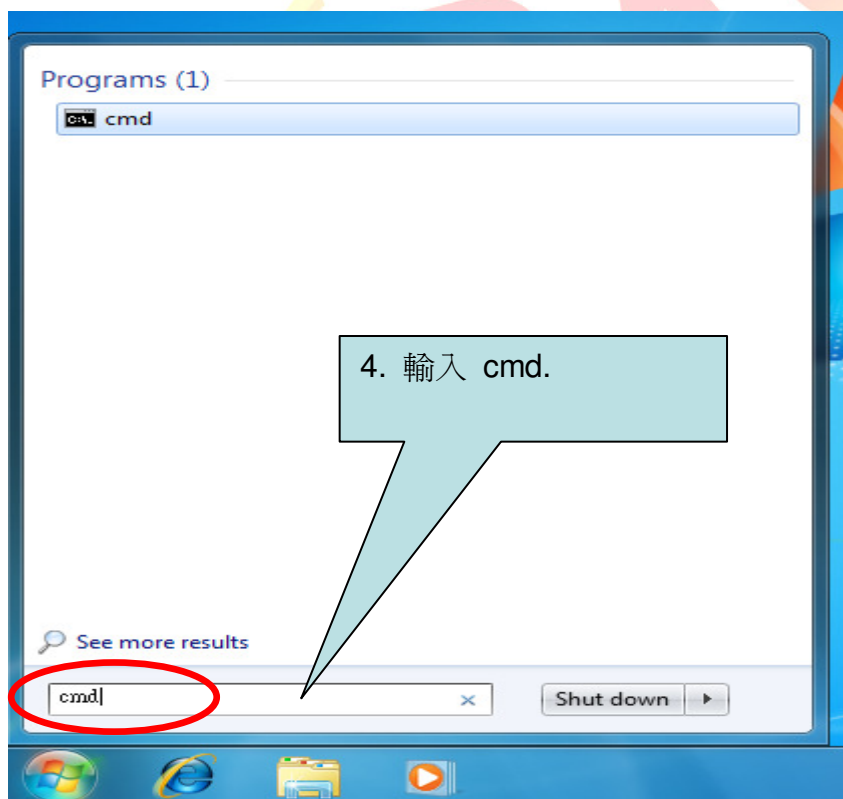 Programs (1)
cmd
4. 輸入 cmd.
See more results
cmd
Shut down